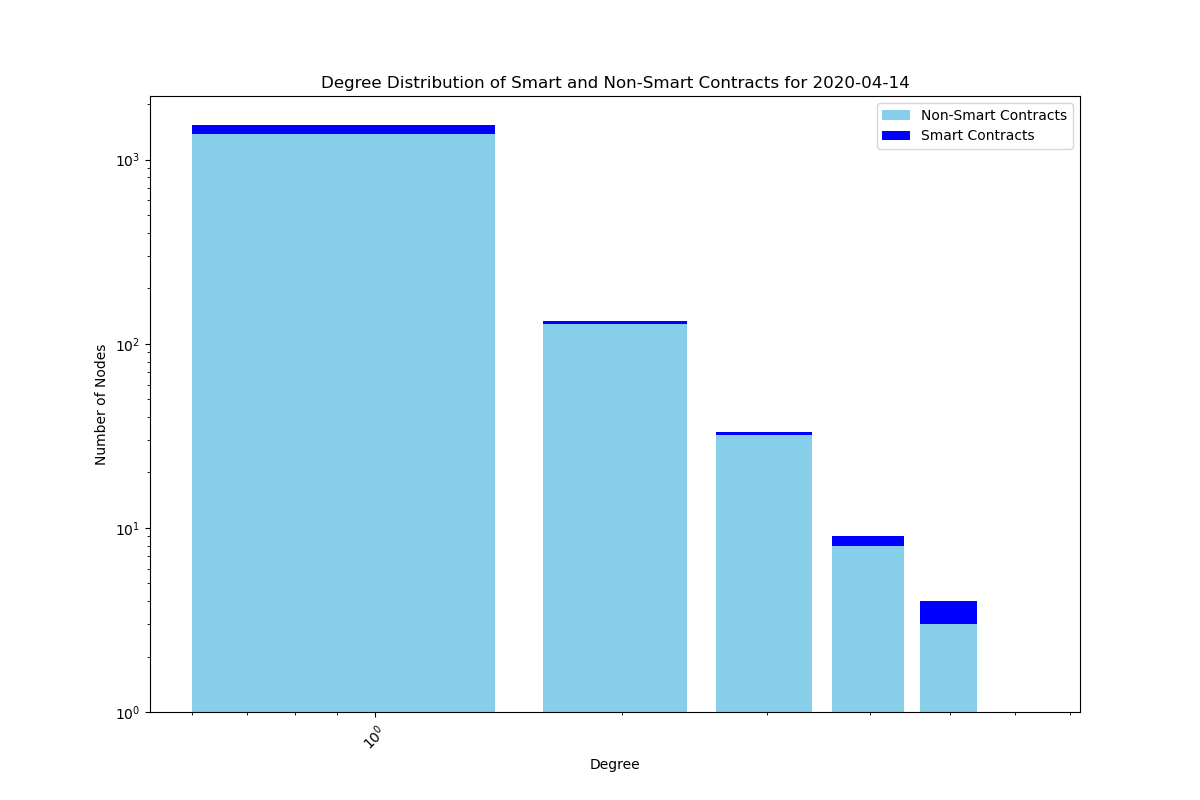 Degree Distribution of Smart and Non-Smart Contracts for 2020-04-14
Non-Smart Contracts
Smart Contracts
Number of Nodes
10³
10²
10¹
10⁰
10⁰
Degree